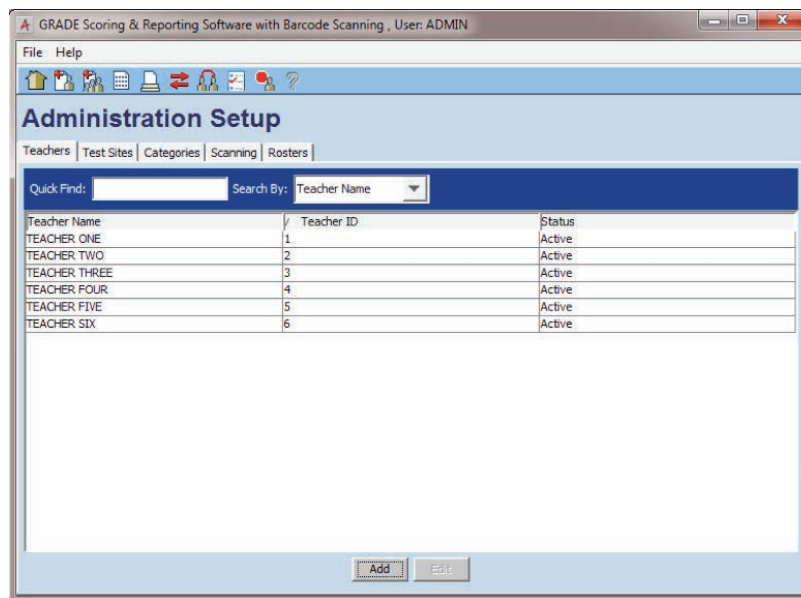 GRADE Scoring & Reporting Software with Barcode Scanning , User: ADMIN
File Help
Administration Setup
Teachers Test Sites Categories Scanning Rosters
Quick Find: Search By: Teacher Name
Teacher Name / Teacher ID Status
TEACHER ONE 1 Active
TEACHER TWO 2 Active
TEACHER THREE 3 Active
TEACHER FOUR 4 Active
TEACHER FIVE 5 Active
TEACHER SIX 6 Active
Add Edit